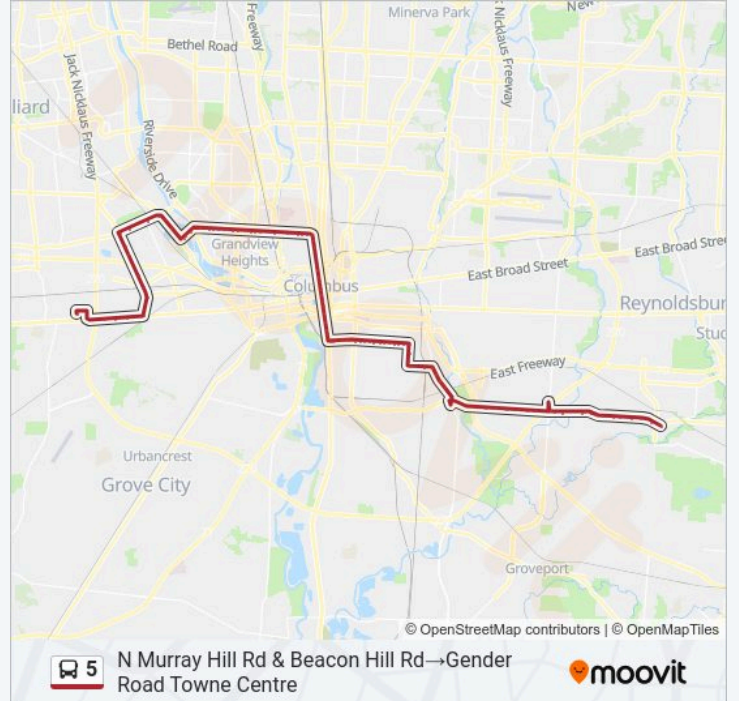 Minerva Park
New
Freeway
Nicklaus Freeway
Bethel Road
Jack Nicklaus Freeway
lliard
Riverside Drive
Grandview
Heights
East Broad Street
East Broad Stree
Columbus
Reynoldsbur
Stud
East Freeway
Urbancrest
Grove City
Groveport
© OpenStreetMap contributors | © OpenMapTiles
5
N Murray Hill Rd & Beacon Hill Rd→Gender
Road Towne Centre
moovit